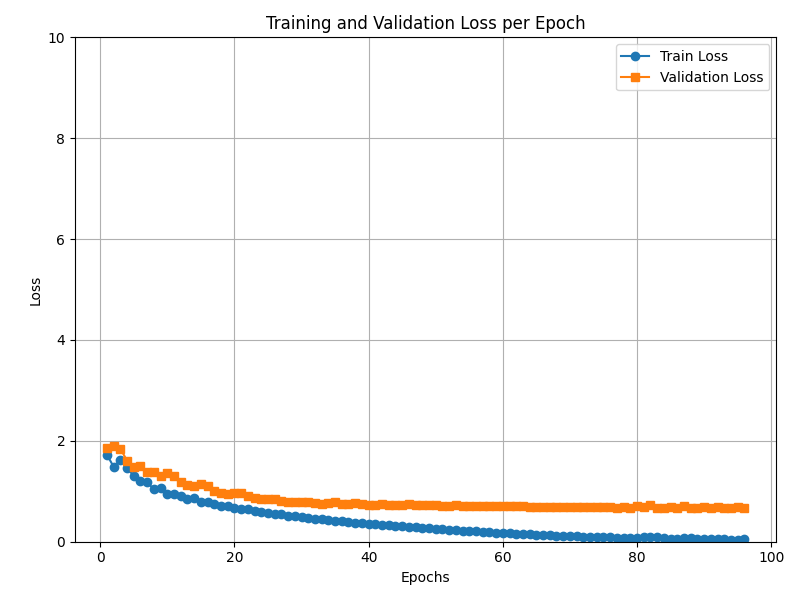 Training and Validation Loss per Epoch
Train Loss
Validation Loss
Loss
10
8
6
4
2
0
0 20 40 60 80 100
Epochs